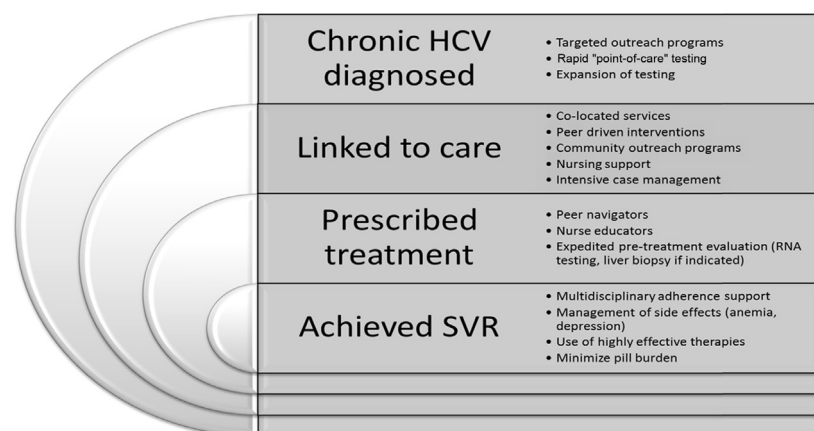 Chronic HCV
diagnosed
• Targeted outreach programs
• Rapid "point-of-care" testing
• Expansion of testing
Linked to care
• Co-located services
• Peer driven interventions
• Community outreach programs
• Nursing support
• Intensive case management
Prescribed
treatment
• Peer navigators
• Nurse educators
• Expedited pre-treatment evaluation (RNA
testing, liver biopsy if indicated)
Achieved SVR
• Multidisciplinary adherence support
• Management of side effects (anemia,
depression)
• Use of highly effective therapies
• Minimize pill burden